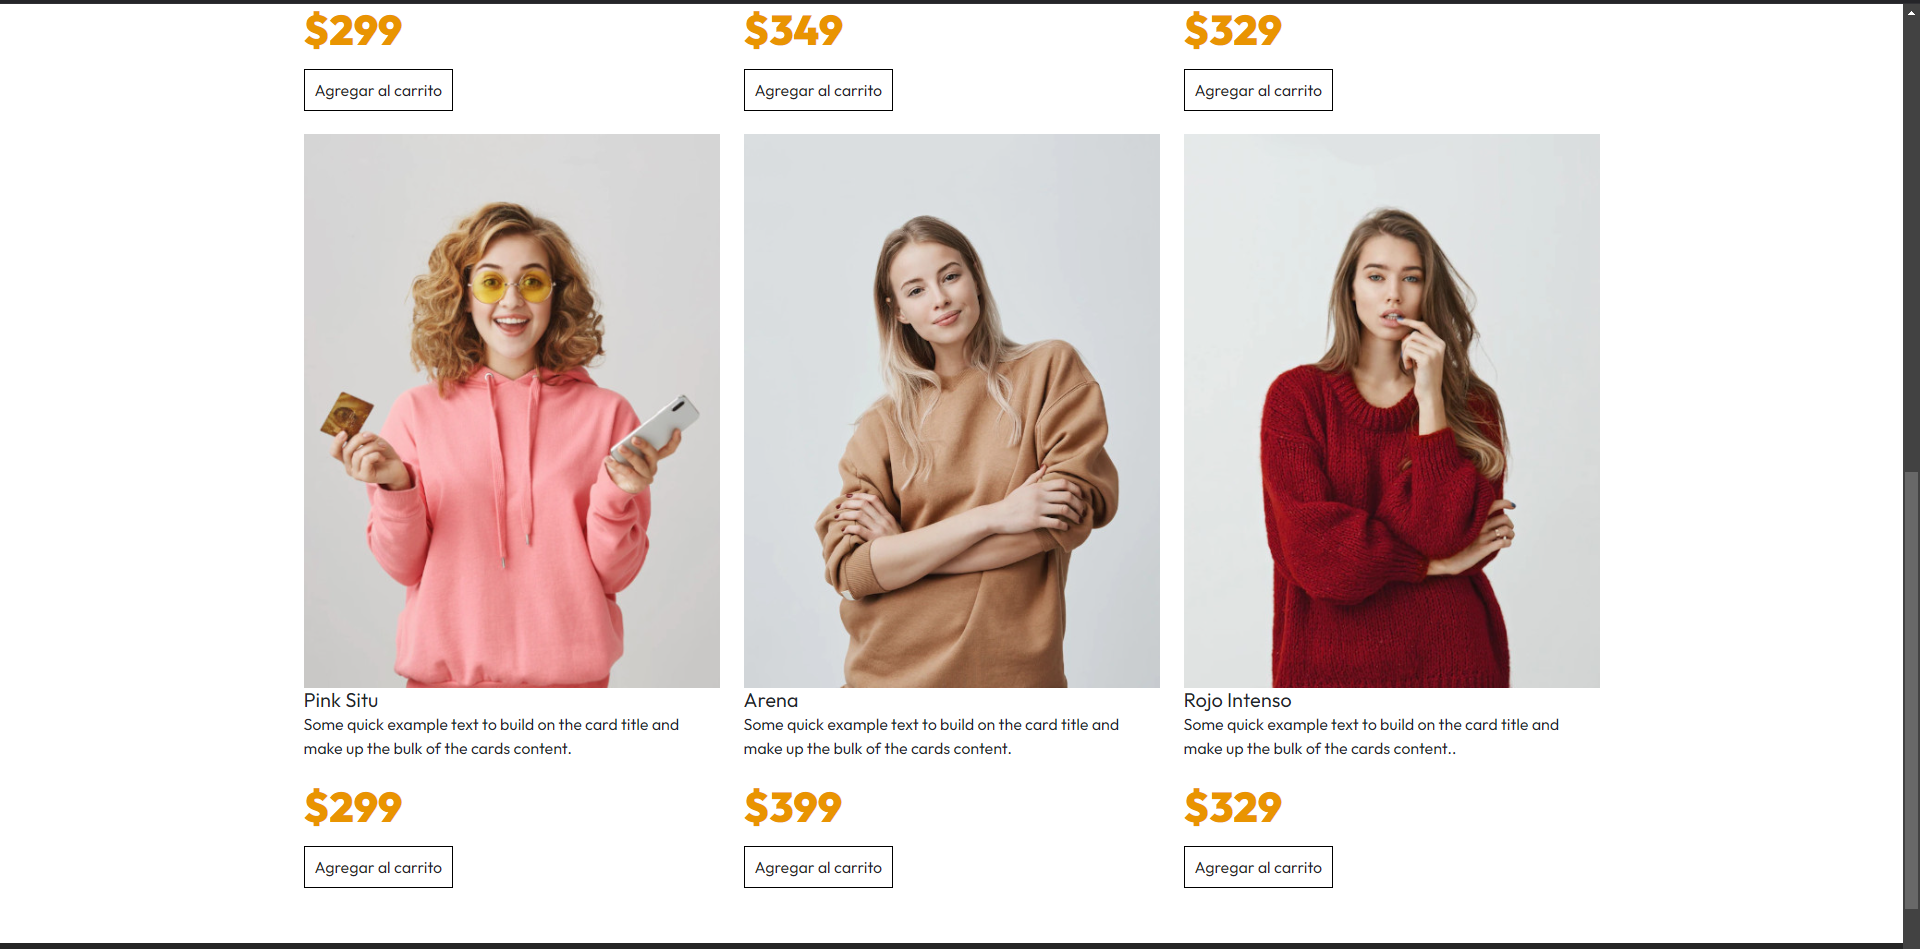 $299 $349 $329
Agregar al carrito Agregar al carrito Agregar al carrito
Pink Situ
Some quick example text to build on the card title and
make up the bulk of the cards content.
$299
Agregar al carrito
Arena
Some quick example text to build on the card title and
make up the bulk of the cards content.
$399
Agregar al carrito
Rojo Intenso
Some quick example text to build on the card title and
make up the bulk of the cards content..
$329
Agregar al carrito